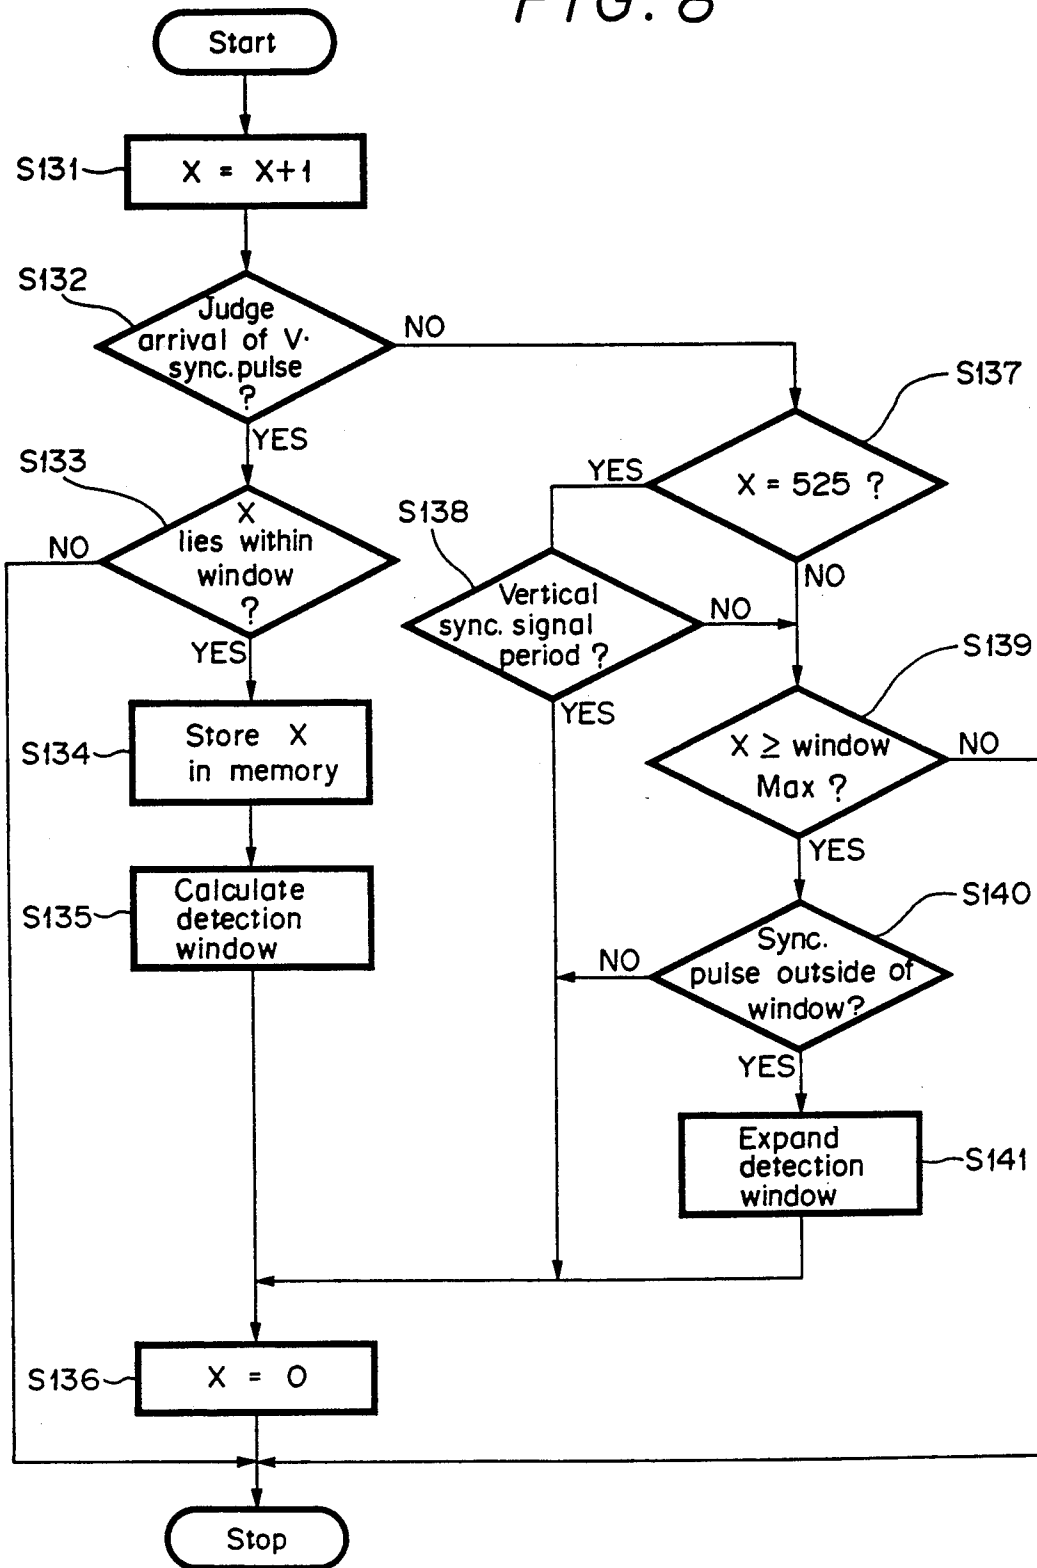 FIG. 8
Start
S131
X = X+1
S132
Judge
arrival of V·
sync.pulse
?
NO
YES
S137
X = 525 ?
YES
NO
S133
X
lies within
window
?
NO
YES
S138
Vertical
sync. signal
period ?
NO
YES
S139
X ≥ window
Max ?
NO
YES
S134
Store X
in memory
S135
Calculate
detection
window
S140
Sync.
pulse outside of
window?
NO
YES
S141
Expand
detection
window
S136
X = 0
Stop